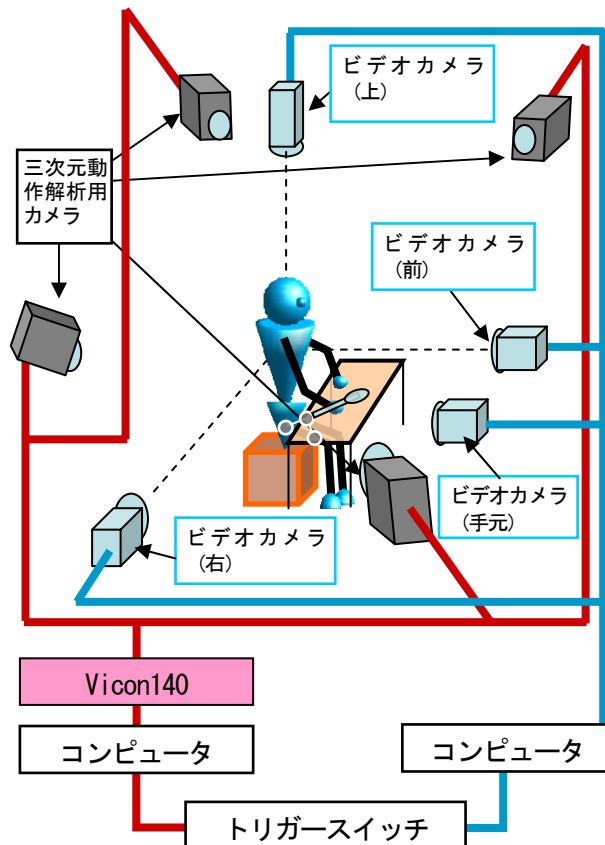 ビデオカメラ
(上)
三次元動
作解析用
カメラ
ビデオカメラ
(前)
ビデオカメラ
(手元)
ビデオカメラ
(右)
Vicon140
コンピュータ
コンピュータ
トリガースイッチ